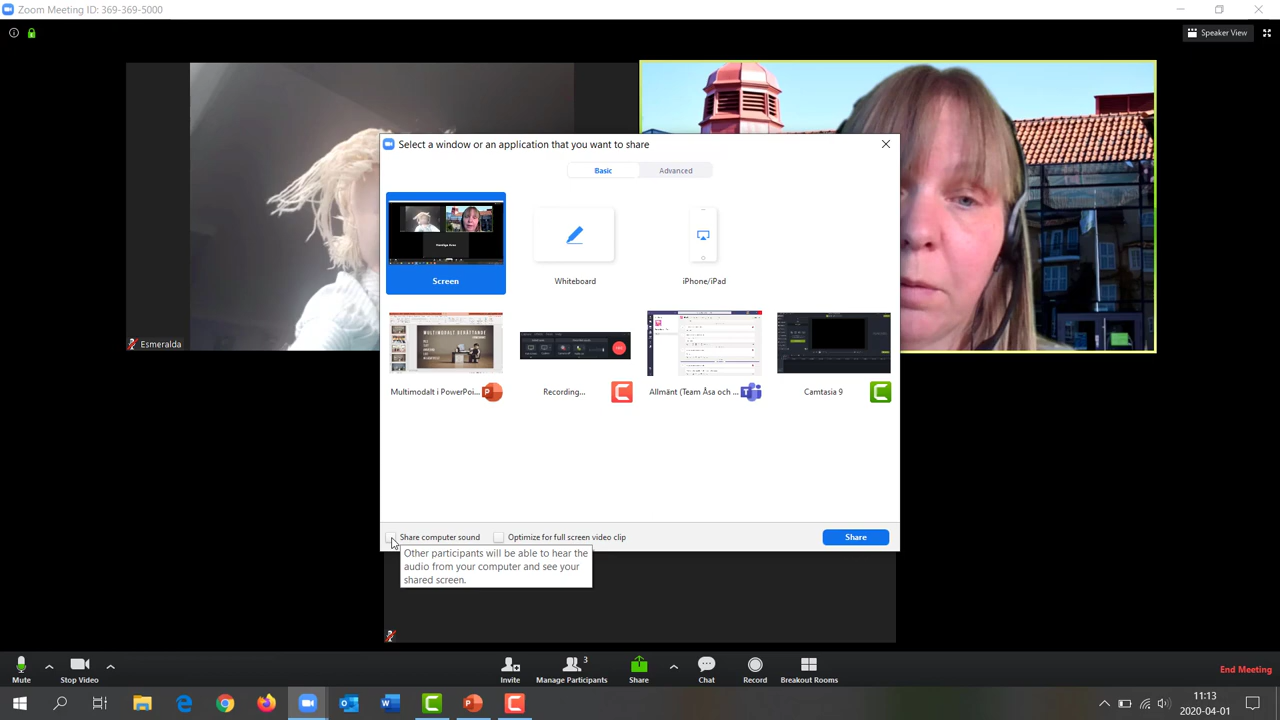 Zoom Meeting ID: 369-369-5000
Speaker View
Select a window or an application that you want to share
Basic
Advanced
Screen
Whiteboard
iPhone/iPad
MULTIMODALT BERÄTTANDE
Multimodalt i PowerPoi...
Recording...
Allmänt (Team Åsa och ...
Camtasia 9
Esmeralda
Share computer sound
Optimize for full screen video clip
Share
Other participants will be able to hear the
audio from your computer and see your
shared screen.
Mute
Stop Video
Invite
3
Manage Participants
Share
Chat
Record
Breakout Rooms
End Meeting
11:13
2020-04-01